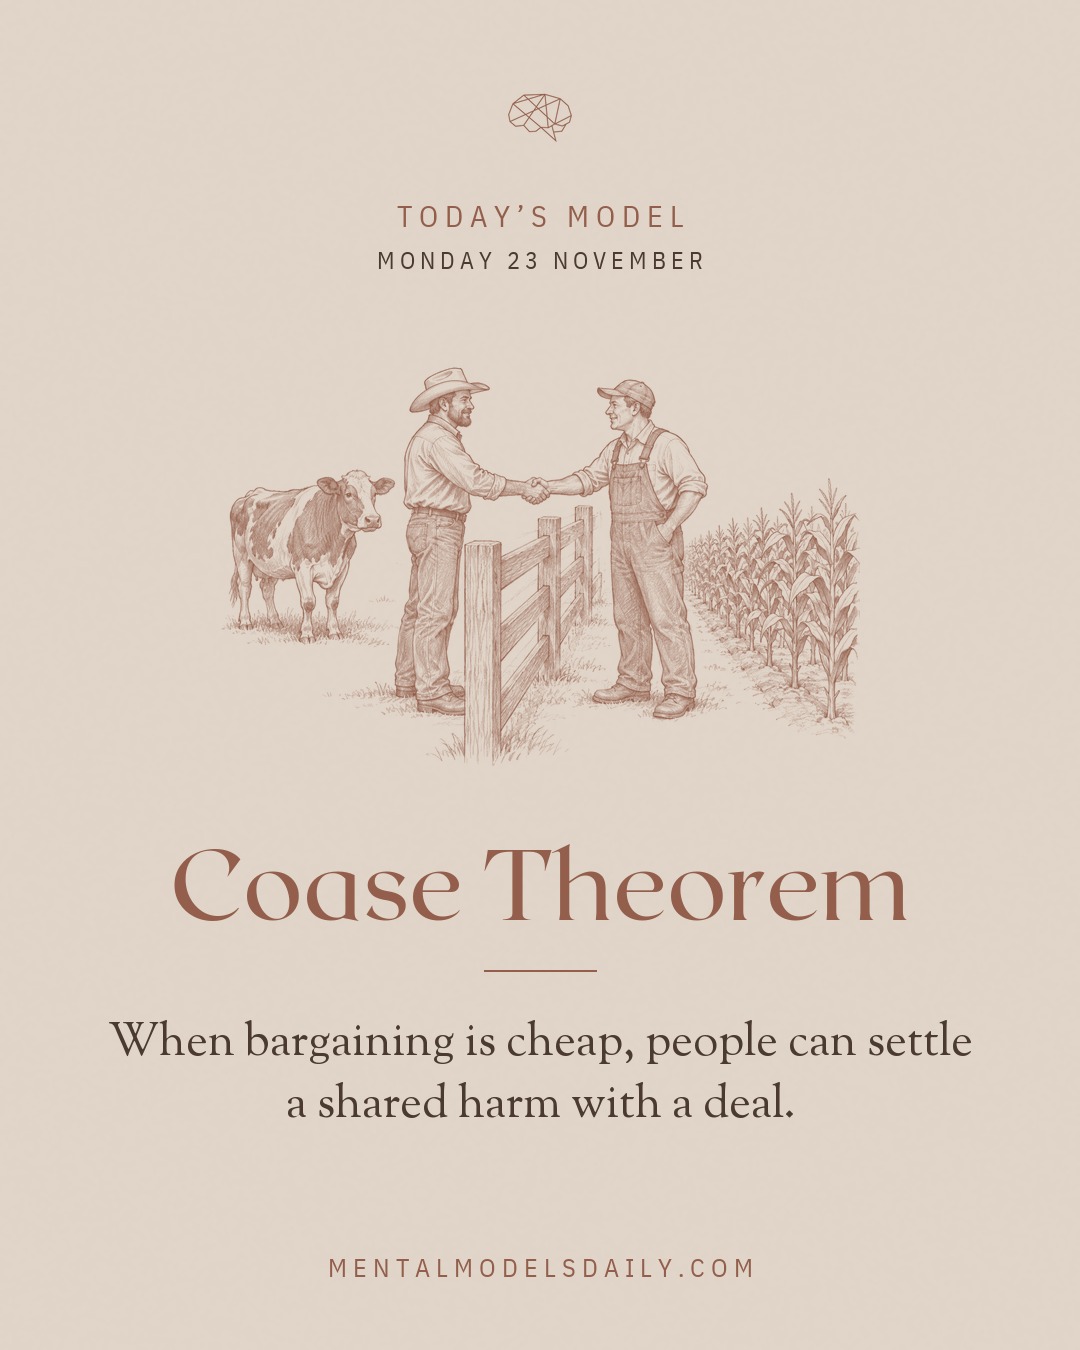 TODAY’S MODEL
MONDAY 23 NOVEMBER
Coase Theorem
When bargaining is cheap, people can settle
a shared harm with a deal.
MENTALMODELSDAILY.COM